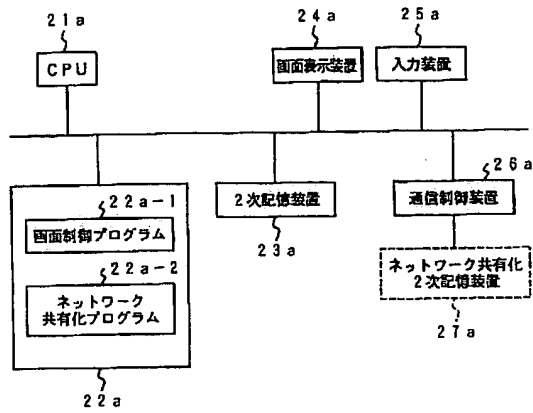 21a
CPU
24a
画面表示装置
25a
入力装置
22a-1
画面制御プログラム
22a-2
ネットワーク
共有化プログラム
22a
2次記憶装置
23a
26a
通信制御装置
ネットワーク共有化
2次記憶装置
27a